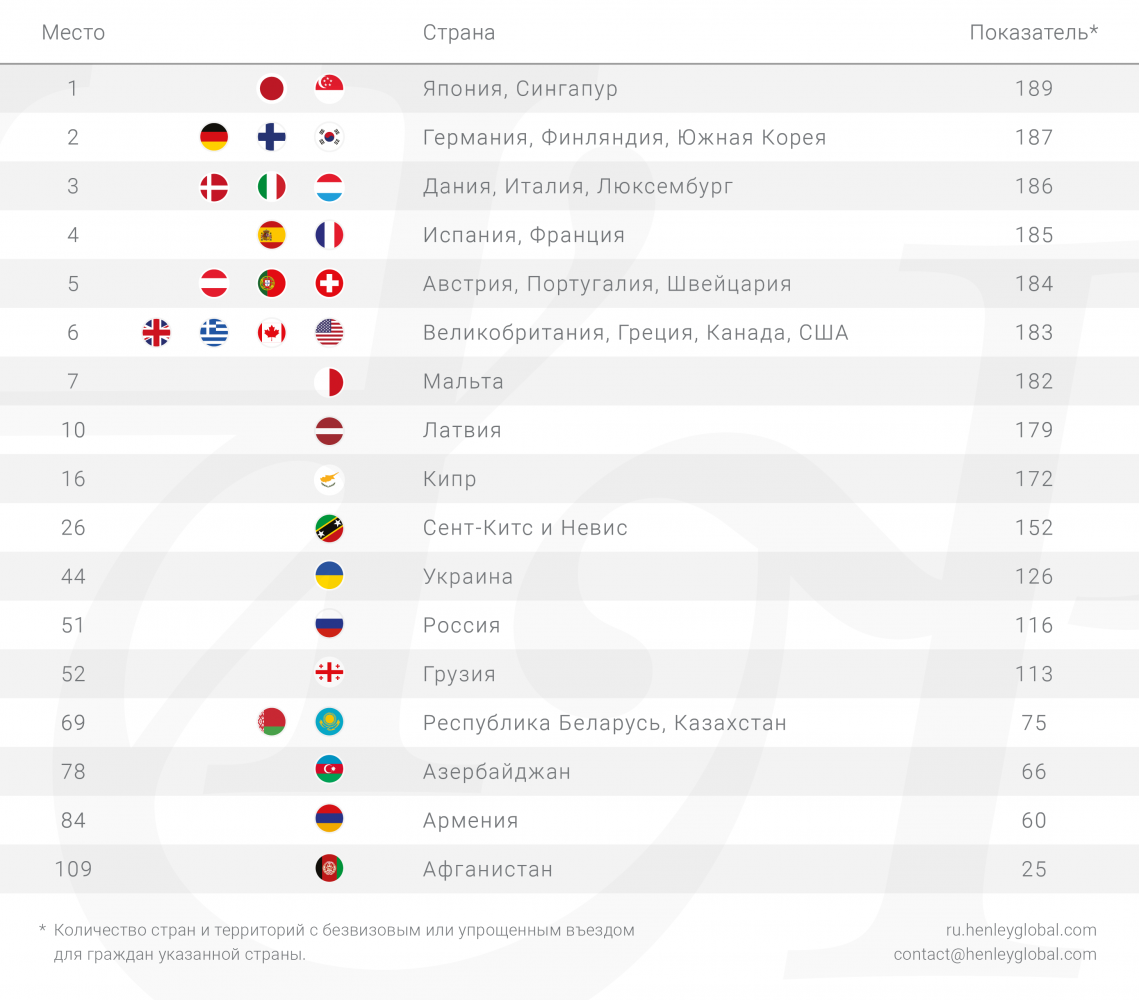 Место Страна Показатель*
1 Япония, Сингапур 189
2 Германия, Финляндия, Южная Корея 187
3 Дания, Италия, Люксембург 186
4 Испания, Франция 185
5 Австрия, Португалия, Швейцария 184
6 Великобритания, Греция, Канада, США 183
7 Мальта 182
10 Латвия 179
16 Кипр 172
26 Сент-Китс и Невис 152
44 Украина 126
51 Россия 116
52 Грузия 113
69 Республика Беларусь, Казахстан 75
78 Азербайджан 66
84 Армения 60
109 Афганистан 25
* Количество стран и территорий с безвизовым или упрощенным въездом ru.henleyglobal.com
для граждан указанной страны. contact@henleyglobal.com